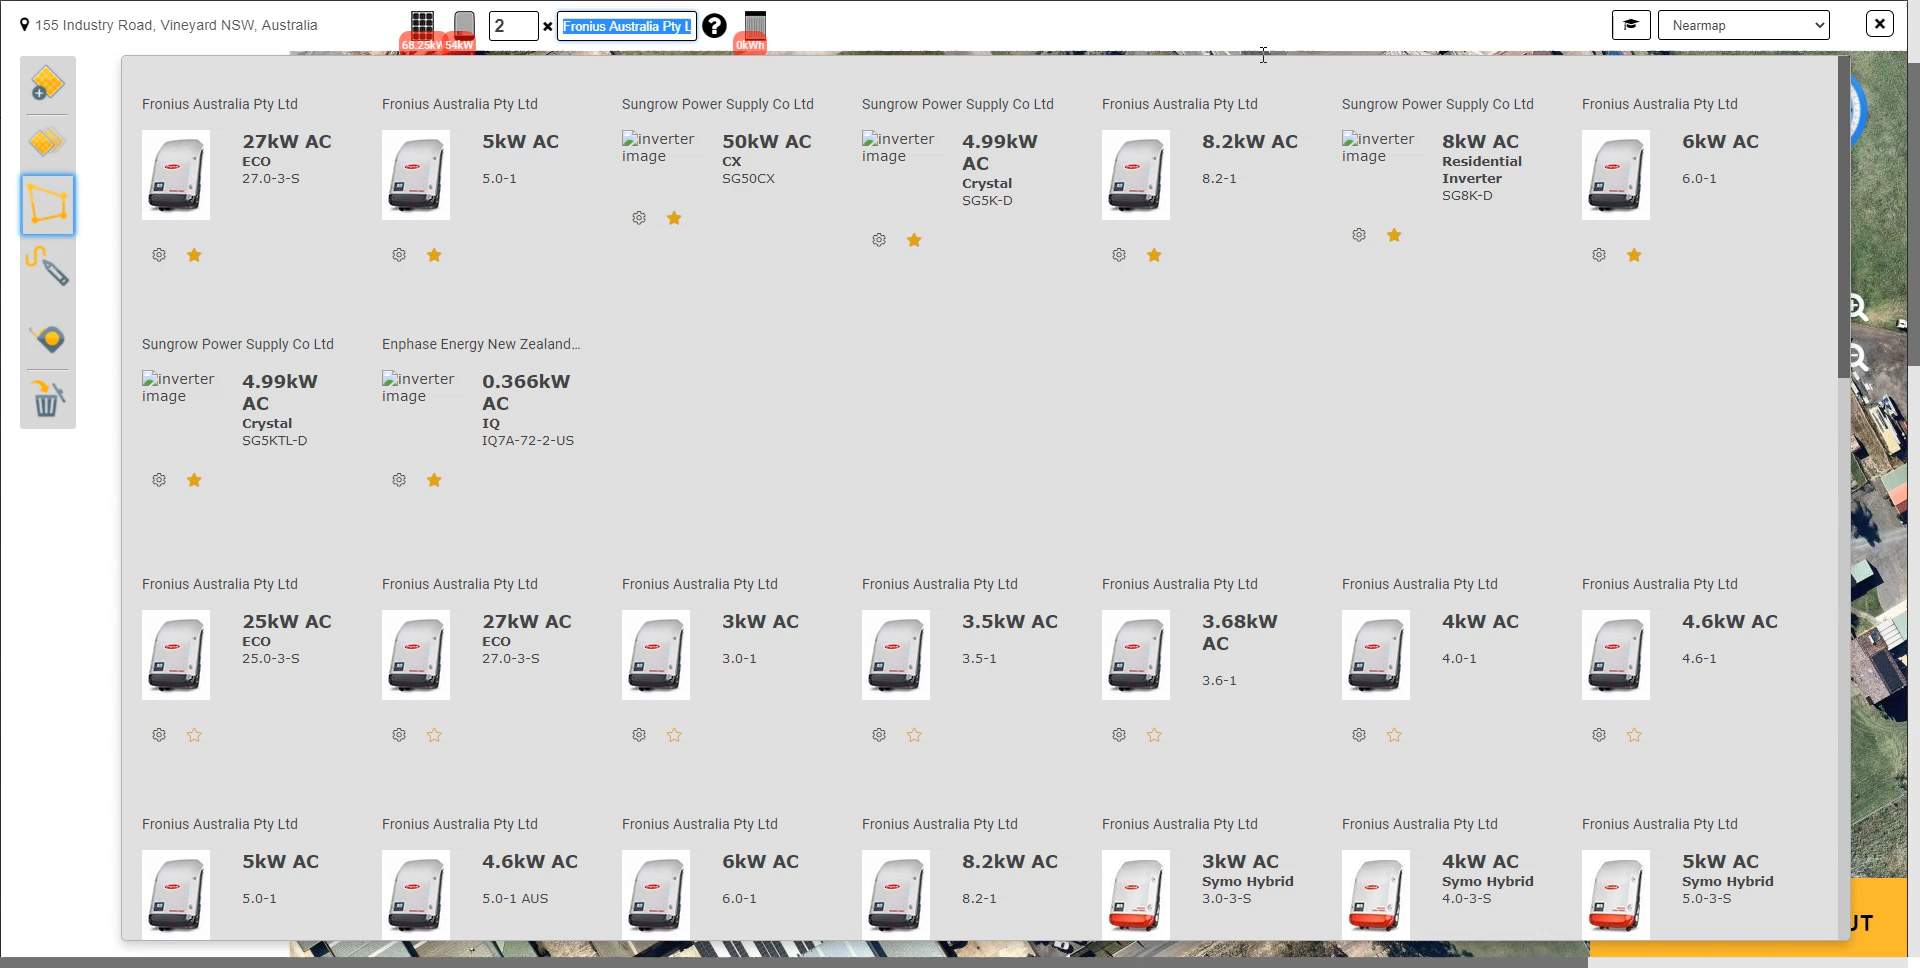 155 Industry Road, Vineyard NSW, Australia
68.25kW 54kW
2
Fronius Australia Pty L
0kWh
Nearmap
Fronius Australia Pty Ltd
27kW AC
ECO
27.0-3-S
Fronius Australia Pty Ltd
5kW AC
5.0-1
Sungrow Power Supply Co Ltd
inverter
image
50kW AC
CX
SG50CX
Sungrow Power Supply Co Ltd
inverter
image
4.99kW
AC
Crystal
SG5K-D
Fronius Australia Pty Ltd
8.2kW AC
8.2-1
Sungrow Power Supply Co Ltd
inverter
image
8kW AC
Residential
Inverter
SG8K-D
Fronius Australia Pty Ltd
6kW AC
6.0-1
Sungrow Power Supply Co Ltd
inverter
image
4.99kW
AC
Crystal
SG5KTL-D
Enphase Energy New Zealand...
inverter
image
0.366kW
AC
IQ
IQ7A-72-2-US
Fronius Australia Pty Ltd
25kW AC
ECO
25.0-3-S
Fronius Australia Pty Ltd
27kW AC
ECO
27.0-3-S
Fronius Australia Pty Ltd
3kW AC
3.0-1
Fronius Australia Pty Ltd
3.5kW AC
3.5-1
Fronius Australia Pty Ltd
3.68kW
AC
3.6-1
Fronius Australia Pty Ltd
4kW AC
4.0-1
Fronius Australia Pty Ltd
4.6kW AC
4.6-1
Fronius Australia Pty Ltd
5kW AC
5.0-1
Fronius Australia Pty Ltd
4.6kW AC
5.0-1 AUS
Fronius Australia Pty Ltd
6kW AC
6.0-1
Fronius Australia Pty Ltd
8.2kW AC
8.2-1
Fronius Australia Pty Ltd
3kW AC
Symo Hybrid
3.0-3-S
Fronius Australia Pty Ltd
4kW AC
Symo Hybrid
4.0-3-S
Fronius Australia Pty Ltd
5kW AC
Symo Hybrid
5.0-3-S
UT